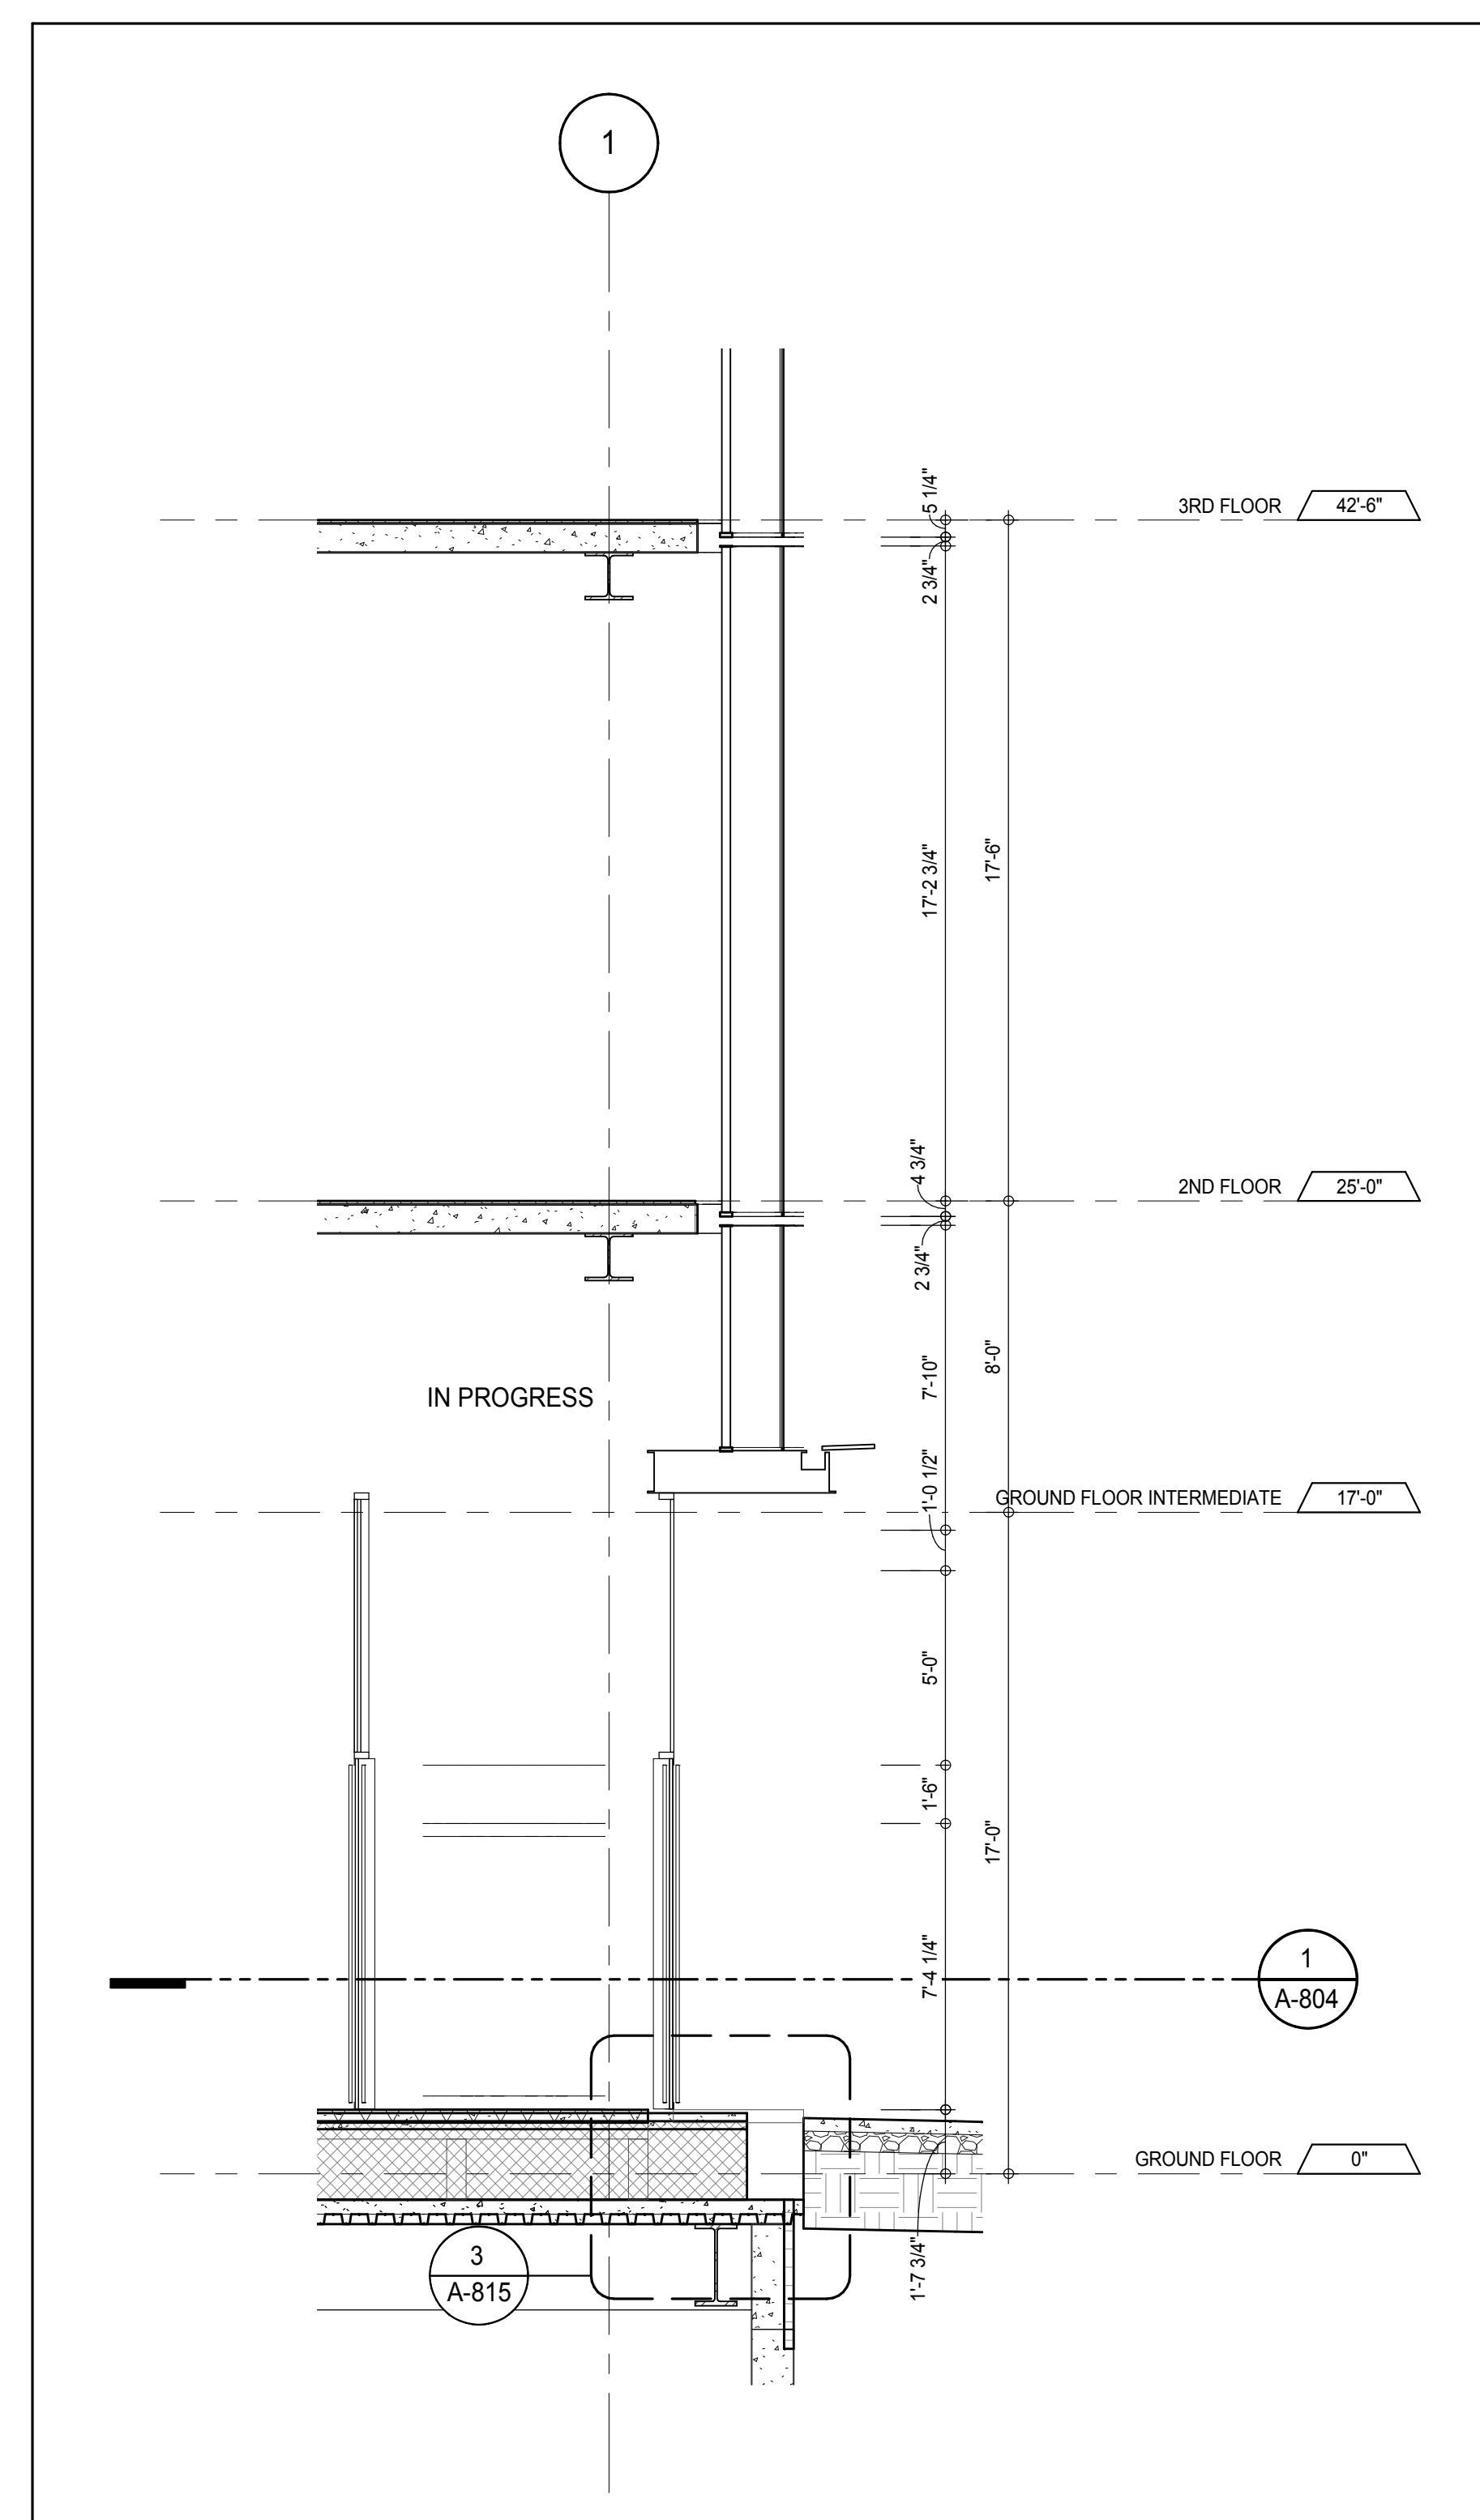 1
5 1/4"
3RD FLOOR 42'-6"
2 3/4"
17'-2 3/4"
17'-6"
4 3/4"
2ND FLOOR 25'-0"
2 3/4"
8'-0"
7'-10"
IN PROGRESS
1'-0 1/2"
GROUND FLOOR INTERMEDIATE 17'-0"
5'-0"
1'-6"
17'-0"
7'-4 1/4"
1
A-804
GROUND FLOOR 0"
1'-7 3/4"
3
A-815